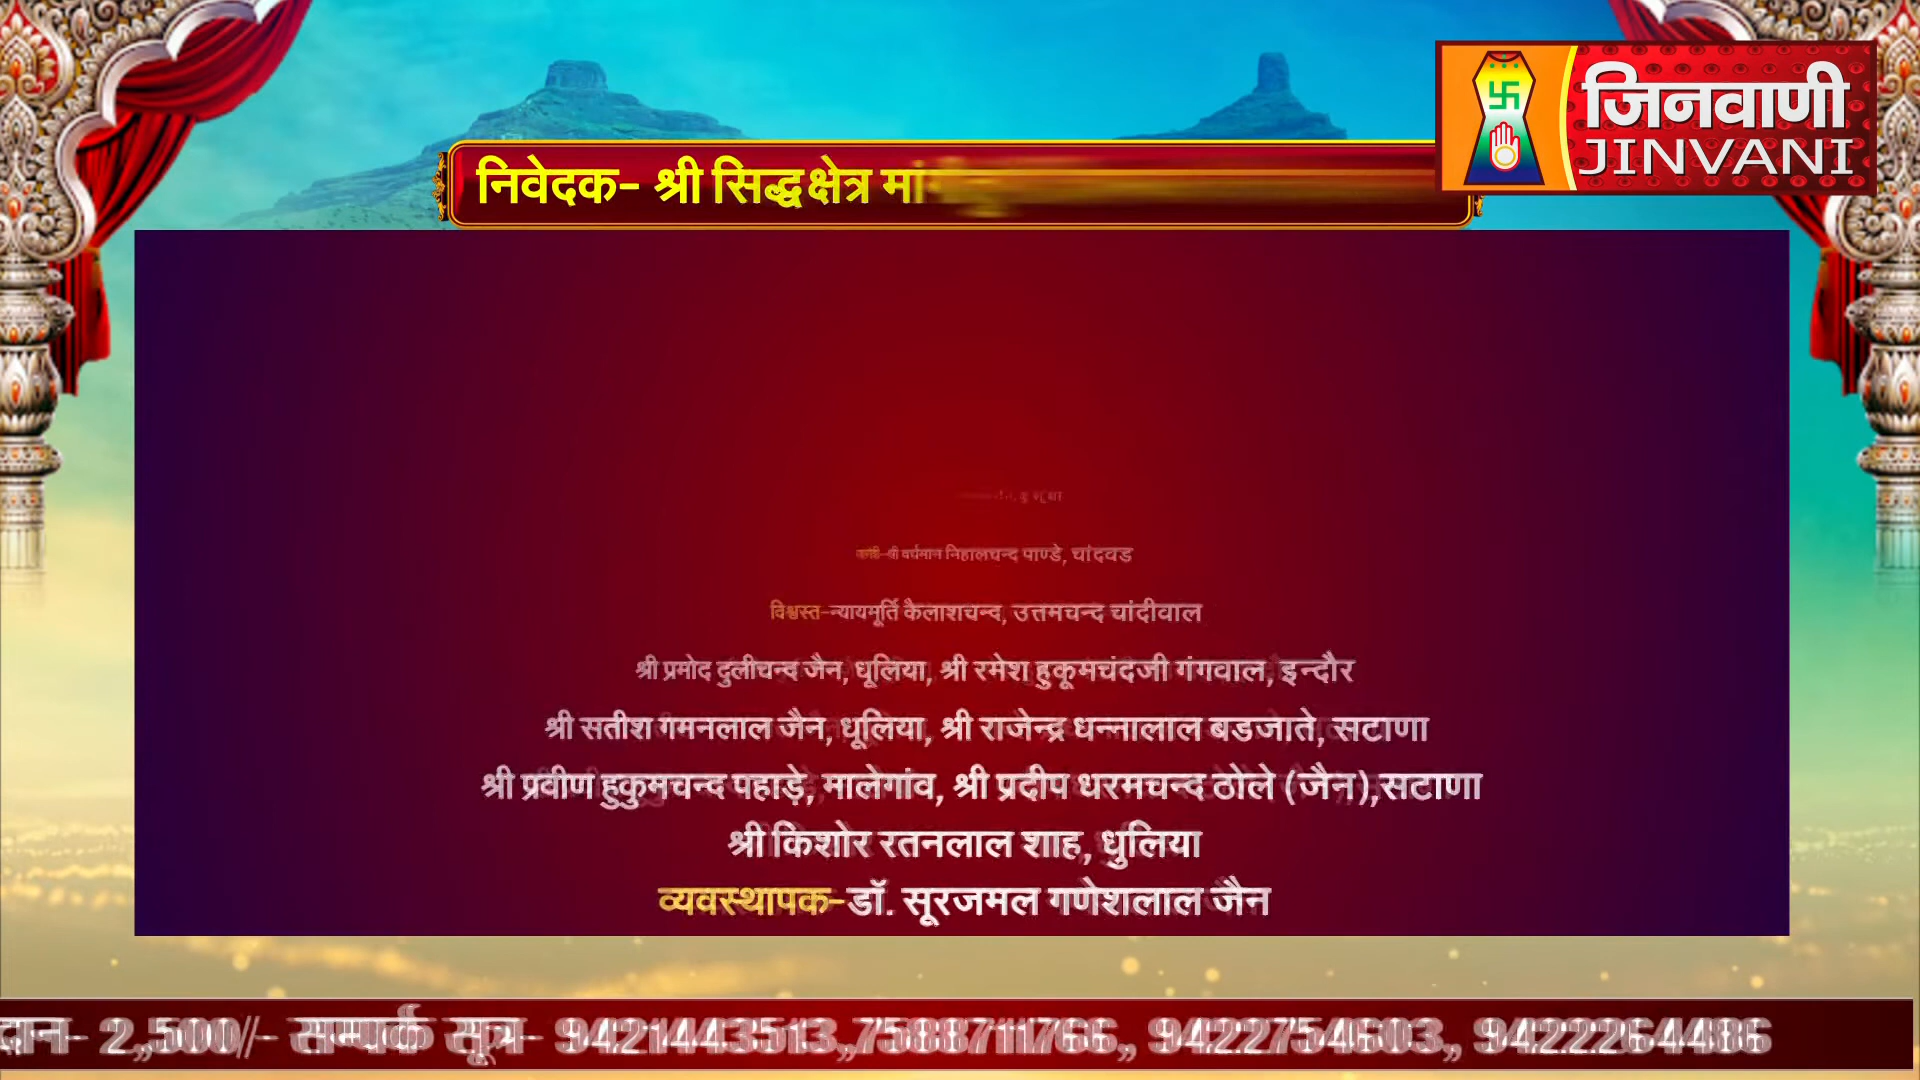 जिनवाणी
JINVANI
निवेदक- श्री सिद्धक्षेत्र
श्री वर्धमान निहालचन्द पाण्डे, चांदवड
विश्वस्त-न्यायमूर्ति कैलाशचन्द, उत्तमचन्द चांदीवाल
श्री प्रमोद दुलीचन्द जैन, धूलिया, श्री रमेश हुकूमचंदजी गंगवाल, इन्दौर
श्री सतीश गमनलाल जैन, धूलिया, श्री राजेन्द्र धन्नालाल बडजाते, सटाणा
श्री प्रवीण हुकुमचन्द पहाड़े, मालेगांव, श्री प्रदीप धरमचन्द ठोले (जैन),सटाणा
श्री किशोर रतनलाल शाह, धुलिया
व्यवस्थापक-डॉ. सूरजमल गणेशलाल जैन
दान- 2,500/- सम्पर्क सूत्र- 9421443513, 7588711766, 9422754603, 9422264486